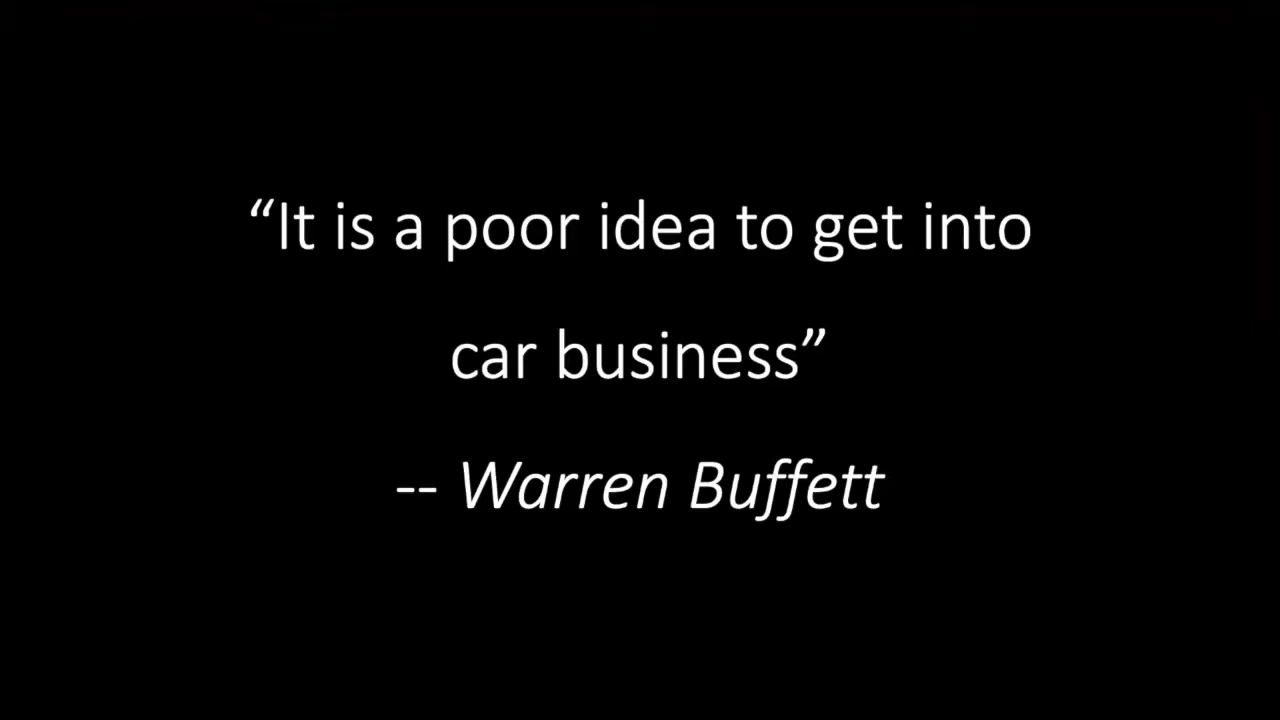 “It is a poor idea to get into
car business”
-- Warren Buffett